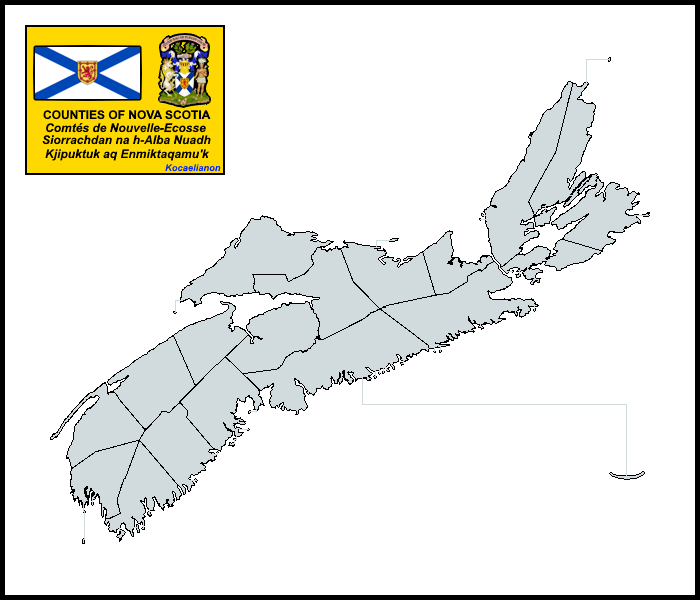 COUNTIES OF NOVA SCOTIA
Comtés de Nouvelle-Ecosse
Siorrachdan na h-Alba Nuadh
Kjipuktuk aq Enmiktaqamu'k
Kocaelianon